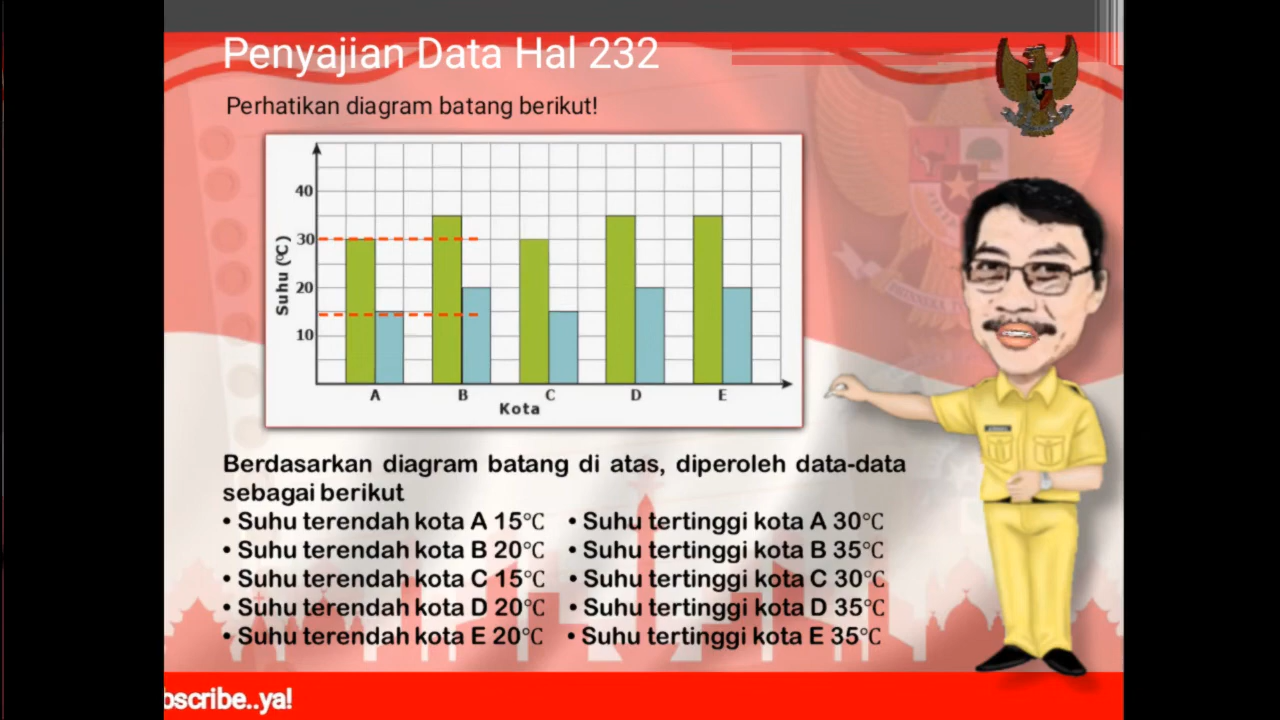 Penyajian Data Hal 232
Perhatikan diagram batang berikut!
40
30
20
10
Suhu (°C)
A B C D E
Kota
Berdasarkan diagram batang di atas, diperoleh data-data
sebagai berikut
• Suhu terendah kota A 15°C • Suhu tertinggi kota A 30°C
• Suhu terendah kota B 20°C • Suhu tertinggi kota B 35°C
• Suhu terendah kota C 15°C • Suhu tertinggi kota C 30°C
• Suhu terendah kota D 20°C • Suhu tertinggi kota D 35°C
• Suhu terendah kota E 20°C • Suhu tertinggi kota E 35°C
bscribe..ya!